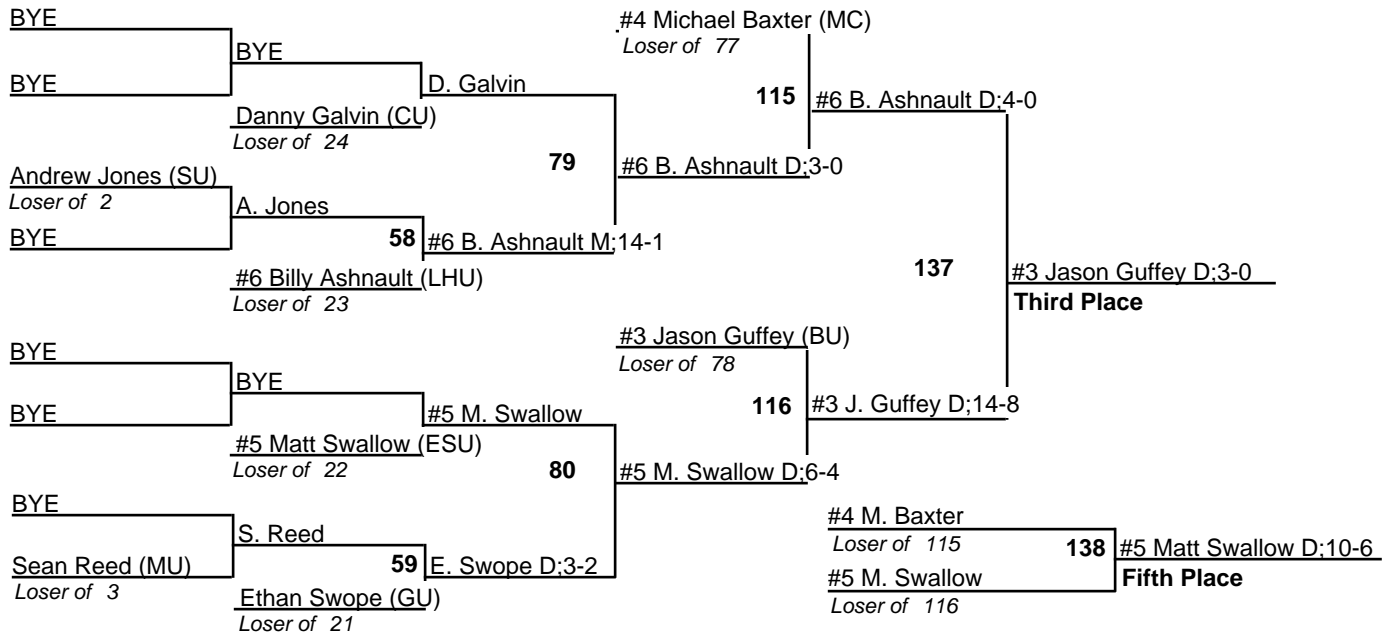 BYE
BYE
BYE
Danny Galvin (CU)
Loser of 24
D. Galvin
Andrew Jones (SU)
Loser of 2
BYE
A. Jones
58
#6 Billy Ashnault (LHU)
Loser of 23
#6 B. Ashnault M;14-1
79
#6 B. Ashnault D;3-0
#4 Michael Baxter (MC)
Loser of 77
115
#6 B. Ashnault D;4-0
BYE
BYE
BYE
#5 Matt Swallow (ESU)
Loser of 22
#5 M. Swallow
BYE
Sean Reed (MU)
Loser of 3
S. Reed
59
Ethan Swope (GU)
Loser of 21
E. Swope D;3-2
80
#5 M. Swallow D;6-4
#3 Jason Guffey (BU)
Loser of 78
116
#3 J. Guffey D;14-8
137
#3 Jason Guffey D;3-0
Third Place
#4 M. Baxter
Loser of 115
#5 M. Swallow
Loser of 116
138
#5 Matt Swallow D;10-6
Fifth Place